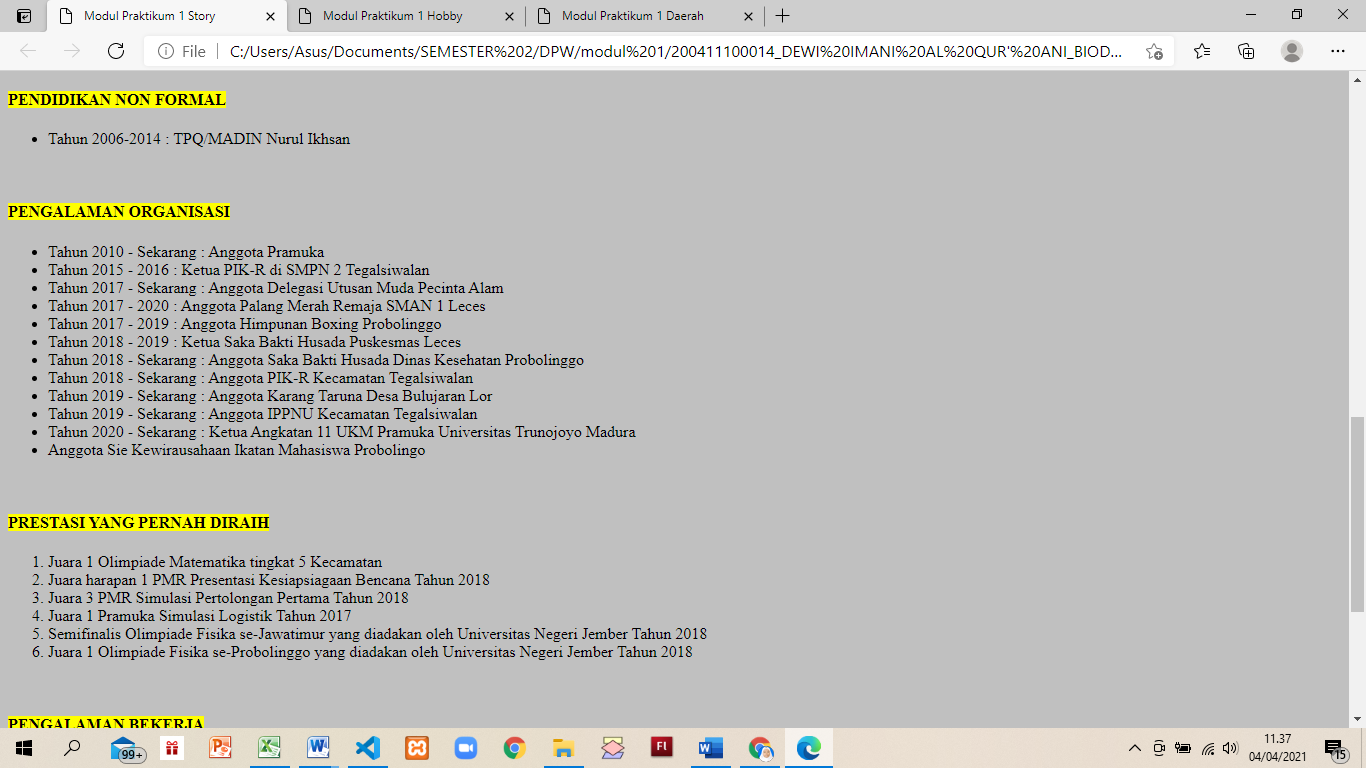 Modul Praktikum 1 Story
Modul Praktikum 1 Hobby
Modul Praktikum 1 Daerah
File
C:/Users/Asus/Documents/SEMESTER%202/DPW/modul%201/200411100014_DEWI%20IMANI%20AL%20QUR'%20ANI_BIOD...
PENDIDIKAN NON FORMAL
• Tahun 2006-2014 : TPQ/MADIN Nurul Ikhsan
PENGALAMAN ORGANISASI
• Tahun 2010 - Sekarang : Anggota Pramuka
• Tahun 2015 - 2016 : Ketua PIK-R di SMPN 2 Tegalsiwalan
• Tahun 2017 - Sekarang : Anggota Delegasi Utusan Muda Pecinta Alam
• Tahun 2017 - 2020 : Anggota Palang Merah Remaja SMAN 1 Leces
• Tahun 2017 - 2019 : Anggota Himpunan Boxing Probolinggo
• Tahun 2018 - 2019 : Ketua Saka Bakti Husada Puskesmas Leces
• Tahun 2018 - Sekarang : Anggota Saka Bakti Husada Dinas Kesehatan Probolinggo
• Tahun 2018 - Sekarang : Anggota PIK-R Kecamatan Tegalsiwalan
• Tahun 2019 - Sekarang : Anggota Karang Taruna Desa Bulujaran Lor
• Tahun 2019 - Sekarang : Anggota IPPNU Kecamatan Tegalsiwalan
• Tahun 2020 - Sekarang : Ketua Angkatan 11 UKM Pramuka Universitas Trunojoyo Madura
• Anggota Sie Kewirausahaan Ikatan Mahasiswa Probolingo
PRESTASI YANG PERNAH DIRAIH
1. Juara 1 Olimpiade Matematika tingkat 5 Kecamatan
2. Juara harapan 1 PMR Presentasi Kesiapsiagaan Bencana Tahun 2018
3. Juara 3 PMR Simulasi Pertolongan Pertama Tahun 2018
4. Juara 1 Pramuka Simulasi Logistik Tahun 2017
5. Semifinalis Olimpiade Fisika se-Jawatimur yang diadakan oleh Universitas Negeri Jember Tahun 2018
6. Juara 1 Olimpiade Fisika se-Probolinggo yang diadakan oleh Universitas Negeri Jember Tahun 2018
PENGALAMAN BEKERJA
99+
Fl
11.37
04/04/2021
15